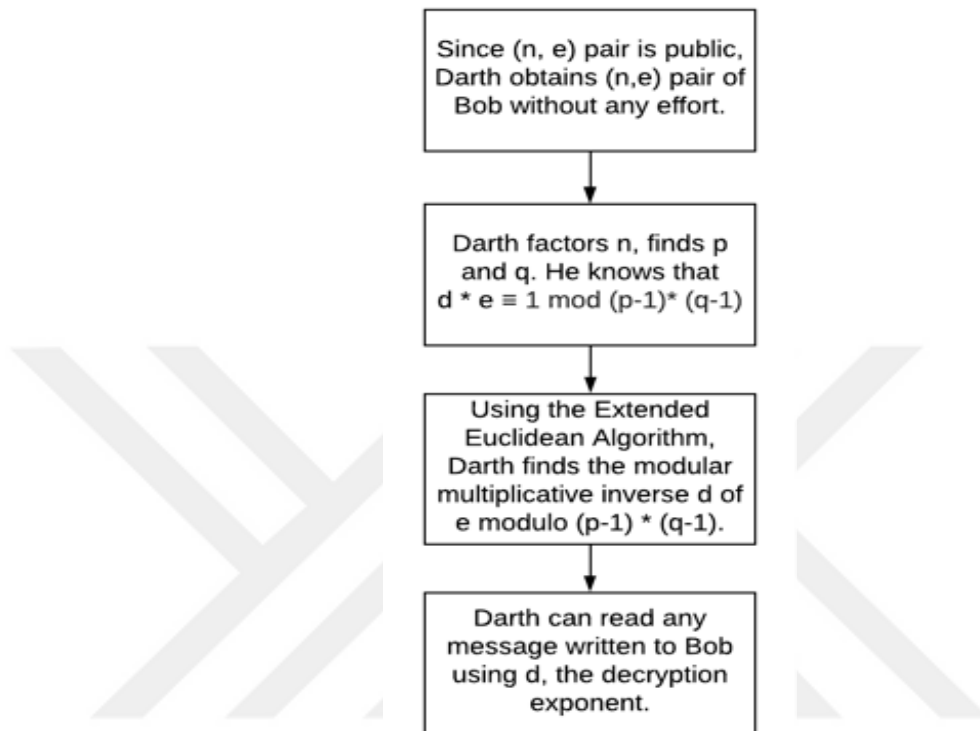 Since (n, e) pair is public,
Darth obtains (n,e) pair of
Bob without any effort.
Darth factors n, finds p
and q. He knows that
d * e ≡ 1 mod (p-1)* (q-1)
Using the Extended
Euclidean Algorithm,
Darth finds the modular
multiplicative inverse d of
e modulo (p-1) * (q-1).
Darth can read any
message written to Bob
using d, the decryption
exponent.